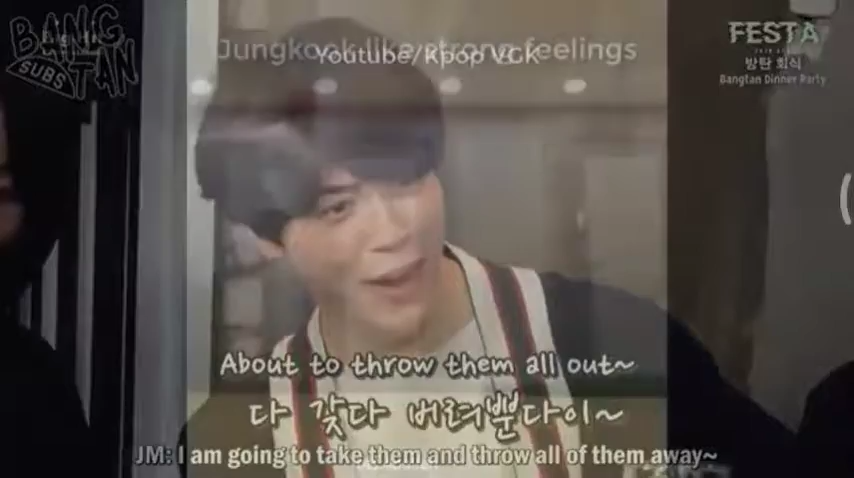 BANG
TAN
SUBS
Jungkook like strong feelings
Youtube/Kpop VGK
FESTA
방탄 회식
Bangtan Dinner Party
(
About to throw them all out~
다 갖다 버려뿐다이~
JM: I am going to take them and throw all of them away~